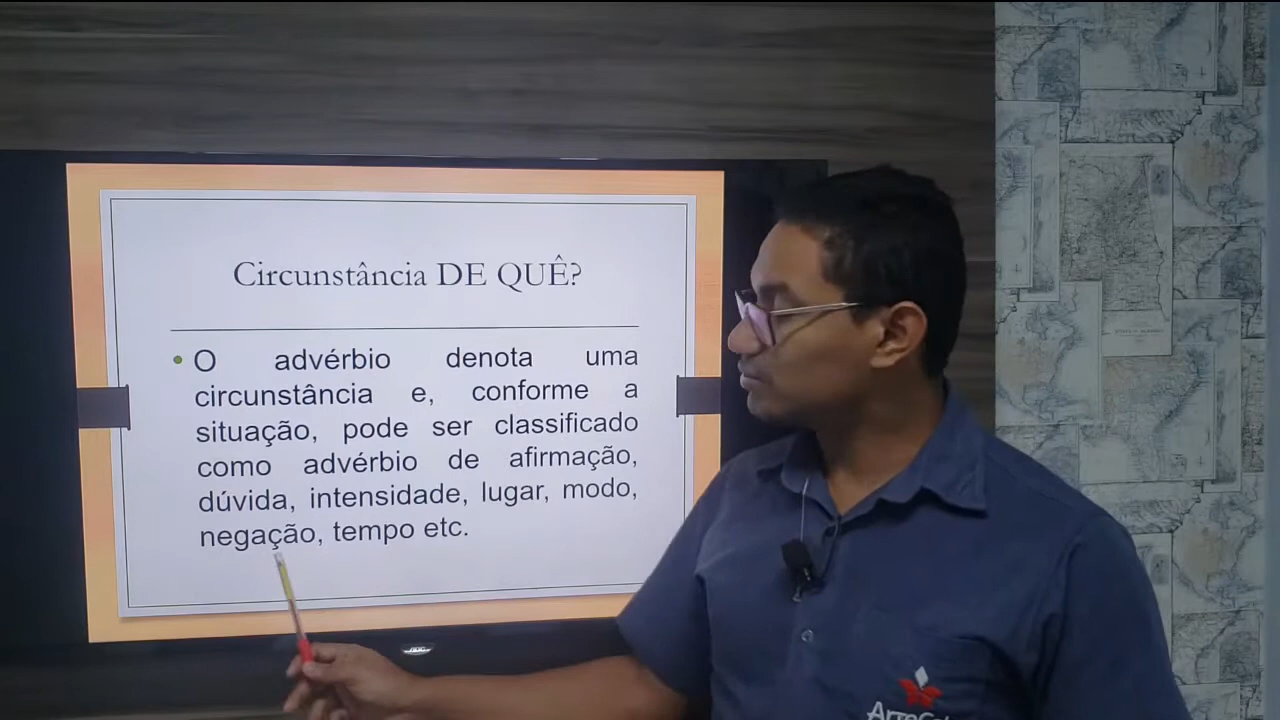 Circunstância DE QUÊ?
• O advérbio denota uma
circunstância e, conforme a
situação, pode ser classificado
como advérbio de afirmação,
dúvida, intensidade, lugar, modo,
negação, tempo etc.
AOC